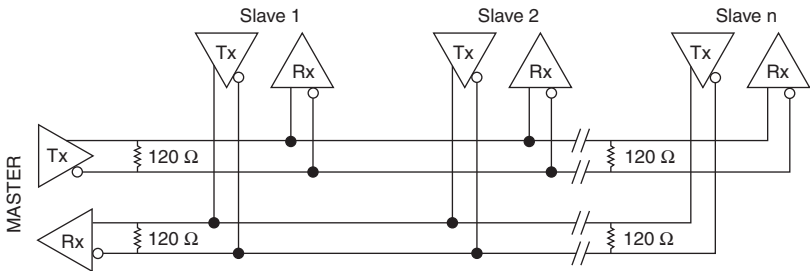 Slave 1
Slave 2
Slave n
Tx
Rx
Tx
Rx
Tx
Rx
MASTER
Tx
120 Ω
120 Ω
Rx
120 Ω
120 Ω